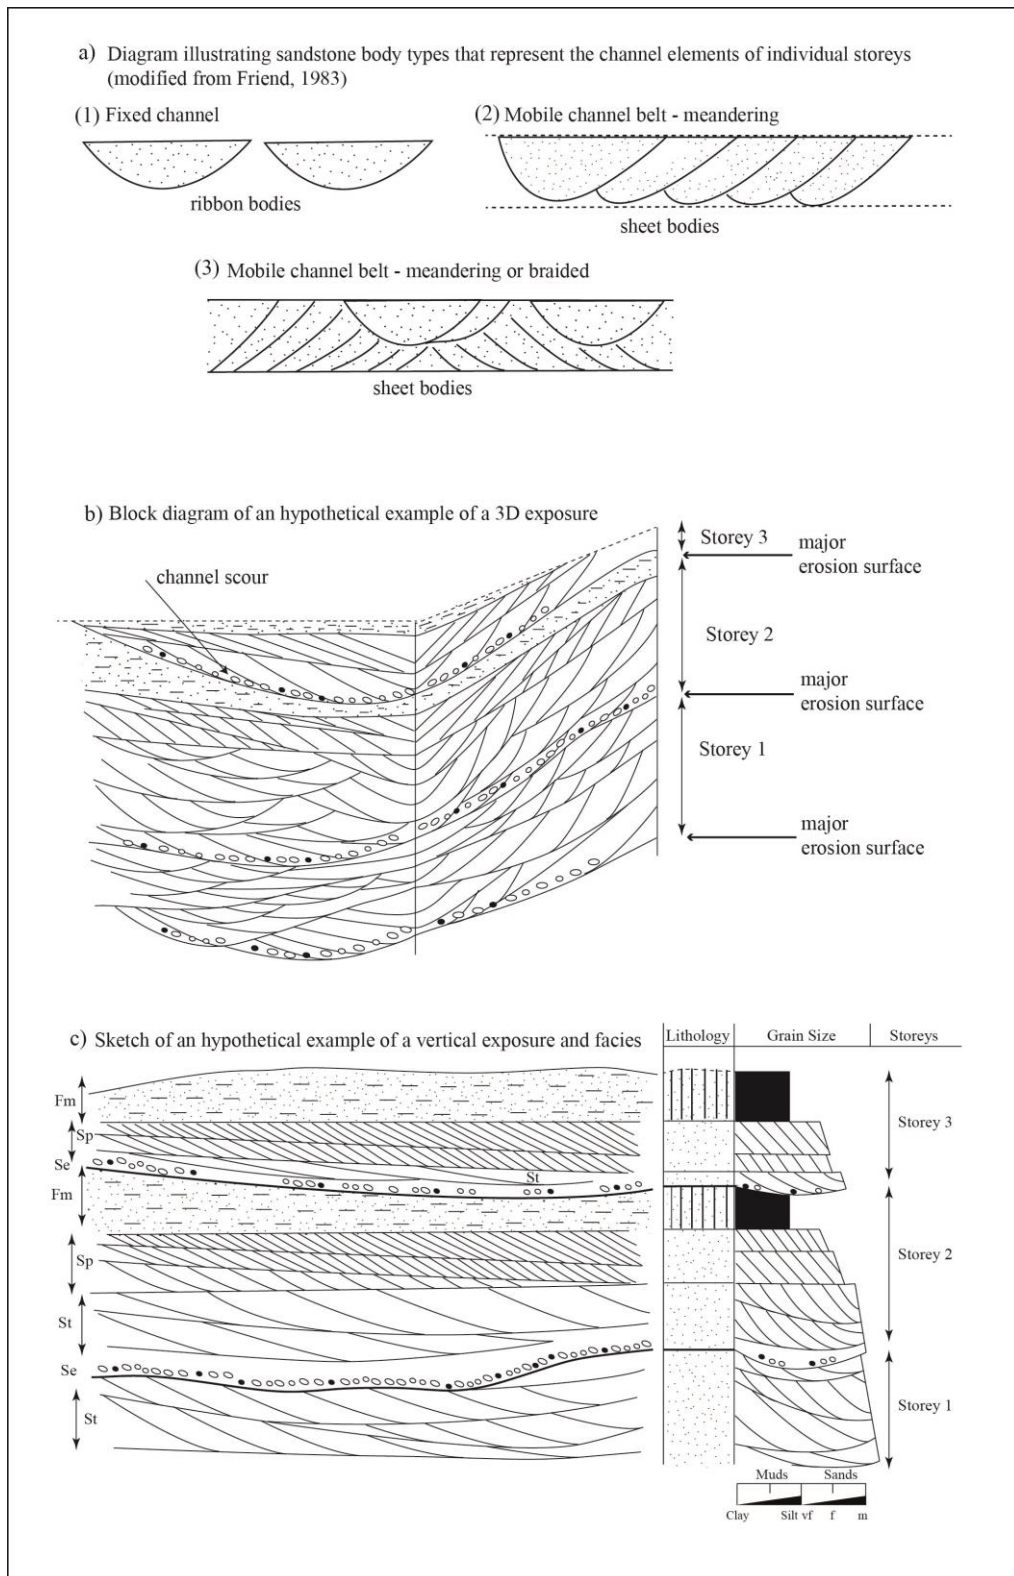 a) Diagram illustrating sandstone body types that represent the channel elements of individual storeys
(modified from Friend, 1983)
(1) Fixed channel
(2) Mobile channel belt - meandering
ribbon bodies
sheet bodies
(3) Mobile channel belt - meandering or braided
sheet bodies
b) Block diagram of an hypothetical example of a 3D exposure
channel scour
Storey 3
major
erosion surface
Storey 2
major
erosion surface
Storey 1
major
erosion surface
c) Sketch of an hypothetical example of a vertical exposure and facies
Lithology
Grain Size
Storeys
Fm
Sp
Se
St
Fm
Sp
St
Se
St
Storey 3
Storey 2
Storey 1
Muds
Sands
Clay
Silt
vf
f
m